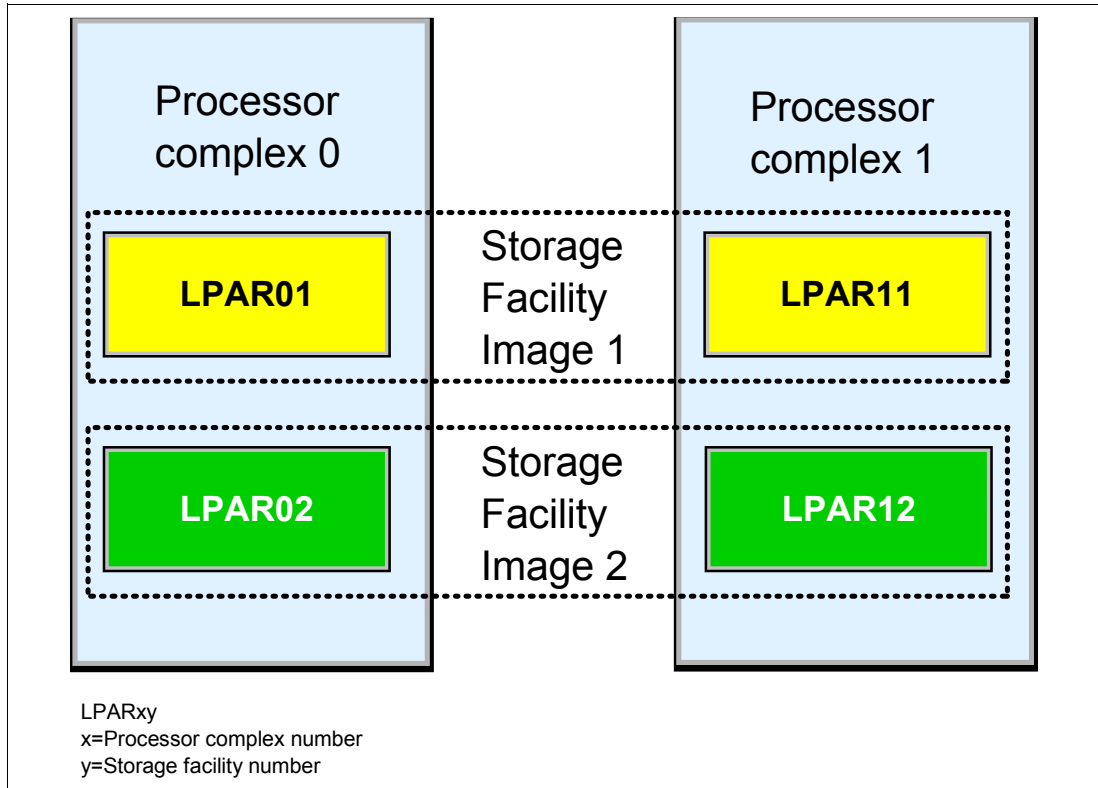 Processor
complex 0
Processor
complex 1
LPAR01
Storage
Facility
Image 1
LPAR11
LPAR02
Storage
Facility
Image 2
LPAR12
LPARxy
x=Processor complex number
y=Storage facility number